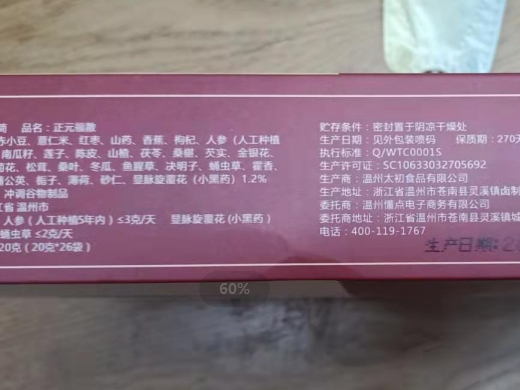 简 品名：正元髓散
赤小豆、薏仁米、红枣、山药、香蕉、枸杞、人参（人工种植
南瓜籽、莲子、陈皮、山楂、茯苓、桑椹、芡实、金银花、
花、松茸、桑叶、冬瓜、鱼腥草、决明子、蛹虫草、藿香、
蒲公英、栀子、薄荷、砂仁、显脉旋覆花（小黑药）1.2%
：冲调谷物制品
江省 温州市
人参（人工种植5年内）≤3克/天 显脉旋覆花（小黑药）
蛹虫草 ≤2克/天
20克（20克*26袋）
贮存条件：密封置于阴凉干燥处
生产日期：见外包装喷码 保质期：270天
执行标准：Q/WTC0001S
生产许可证：SC10633032705692
生产商：温州太初食品有限公司
生产地址：浙江省温州市苍南县灵溪镇卤制
委托商：温州懂点电子商务有限公司
委托商地址：浙江省温州市苍南县灵溪镇城
电话：400-119-1767
生产日期:2
60%